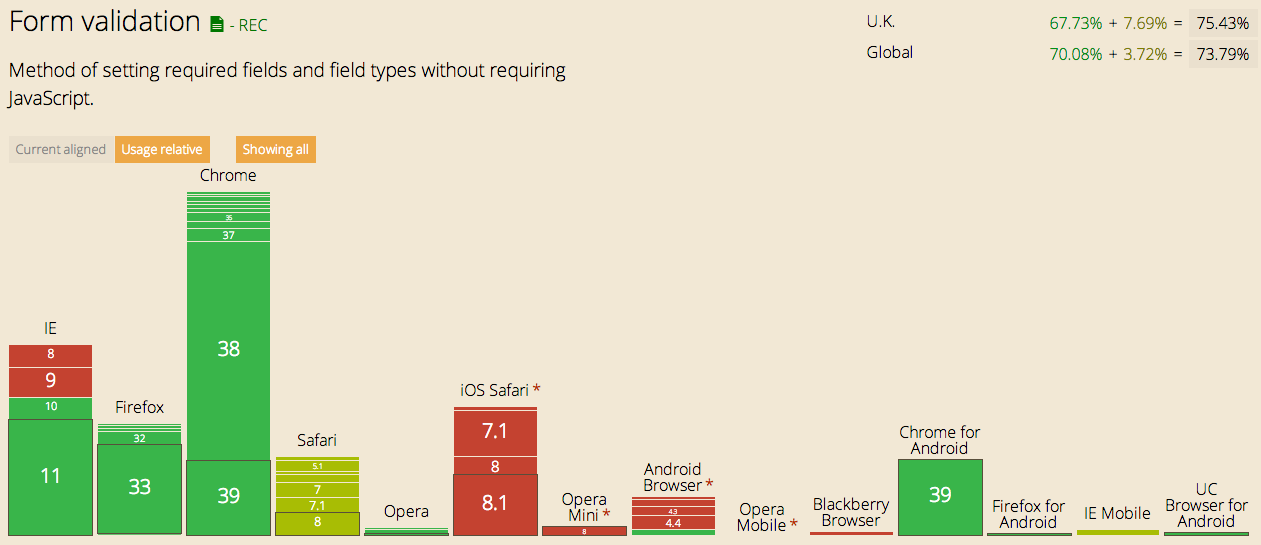 Form validation - REC
U.K. 67.73% + 7.69% = 75.43%
Global 70.08% + 3.72% = 73.79%
Method of setting required fields and field types without requiring
JavaScript.
Current aligned Usage relative Showing all
IE
8
9
10
11
Firefox
32
33
Chrome
35
37
38
39
Safari
5.1
7
7.1
8
Opera
iOS Safari *
7.1
8
8.1
Opera
Mini *
8
Android
Browser *
4.3
4.4
Opera
Mobile *
Blackberry
Browser
Chrome for
Android
39
Firefox for
Android
IE Mobile
UC
Browser for
Android